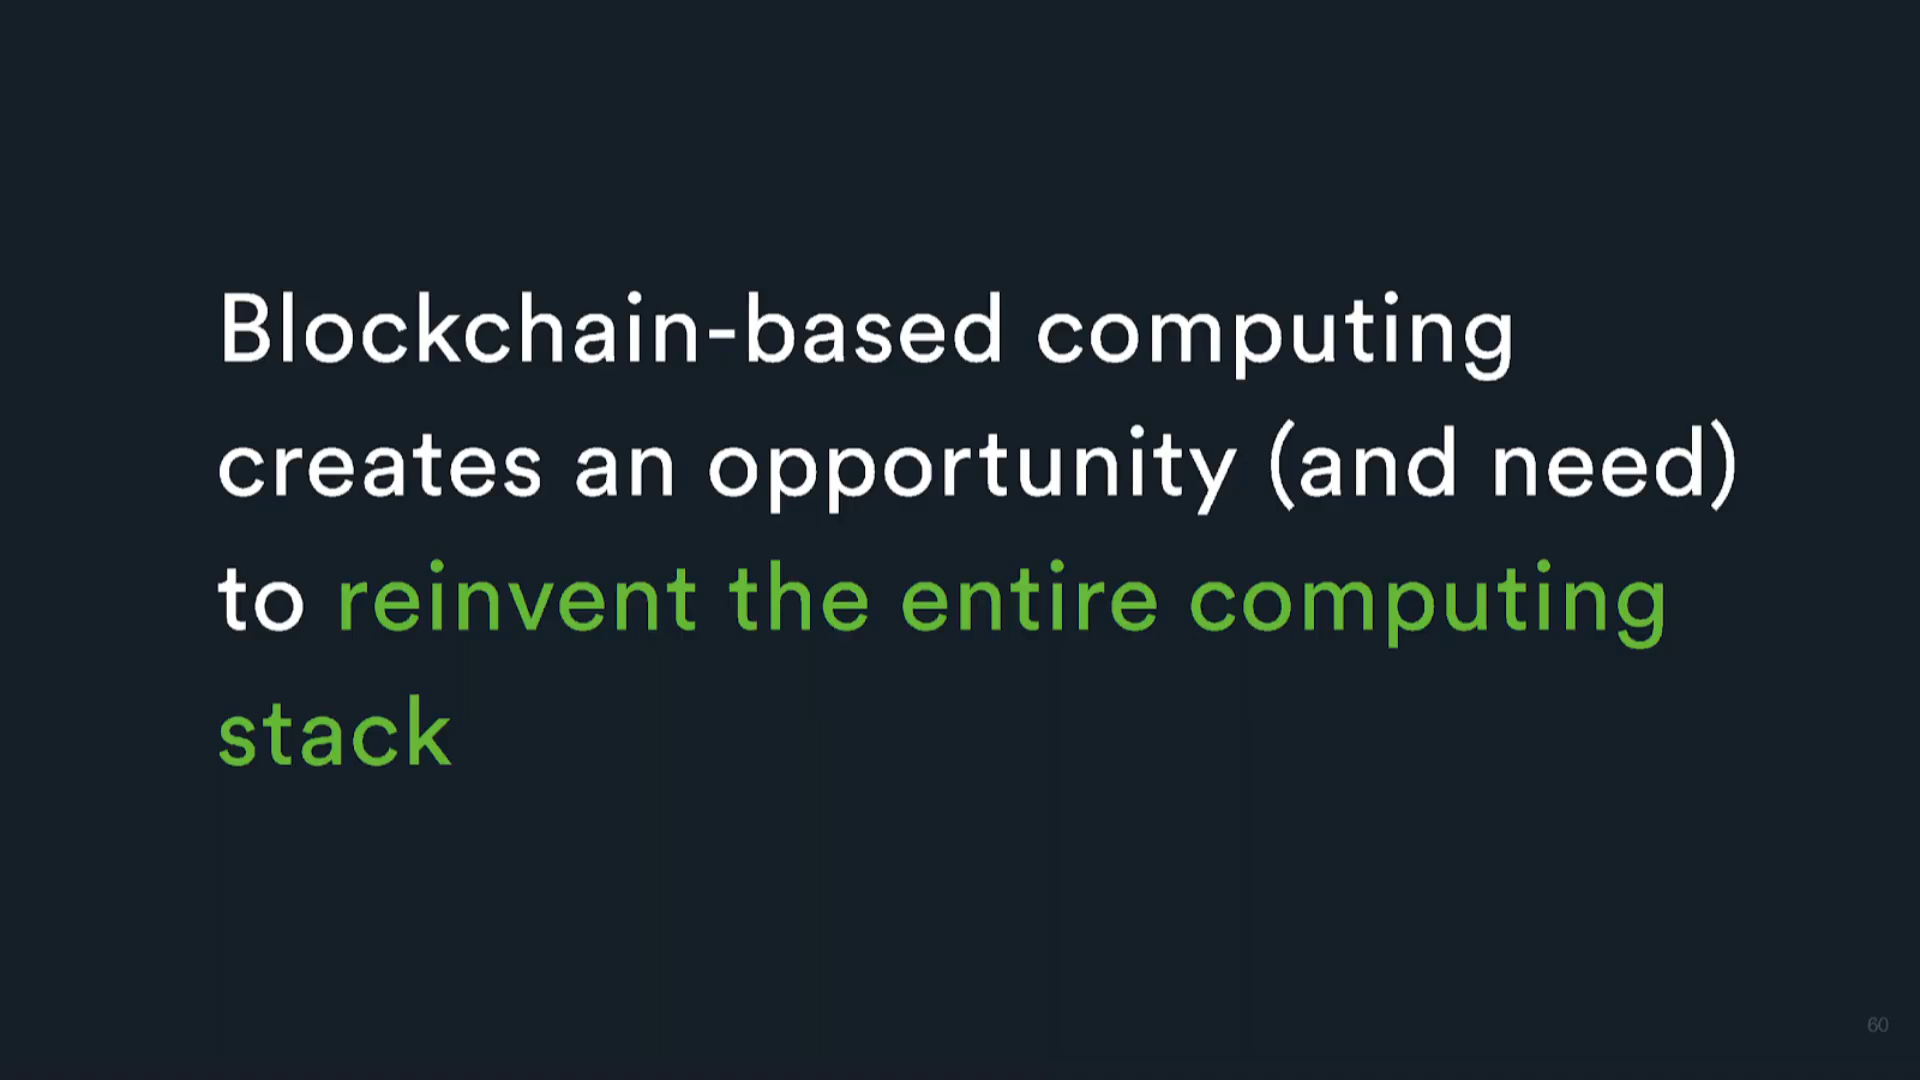 Blockchain-based computing
creates an opportunity (and need)
to reinvent the entire computing
stack
60